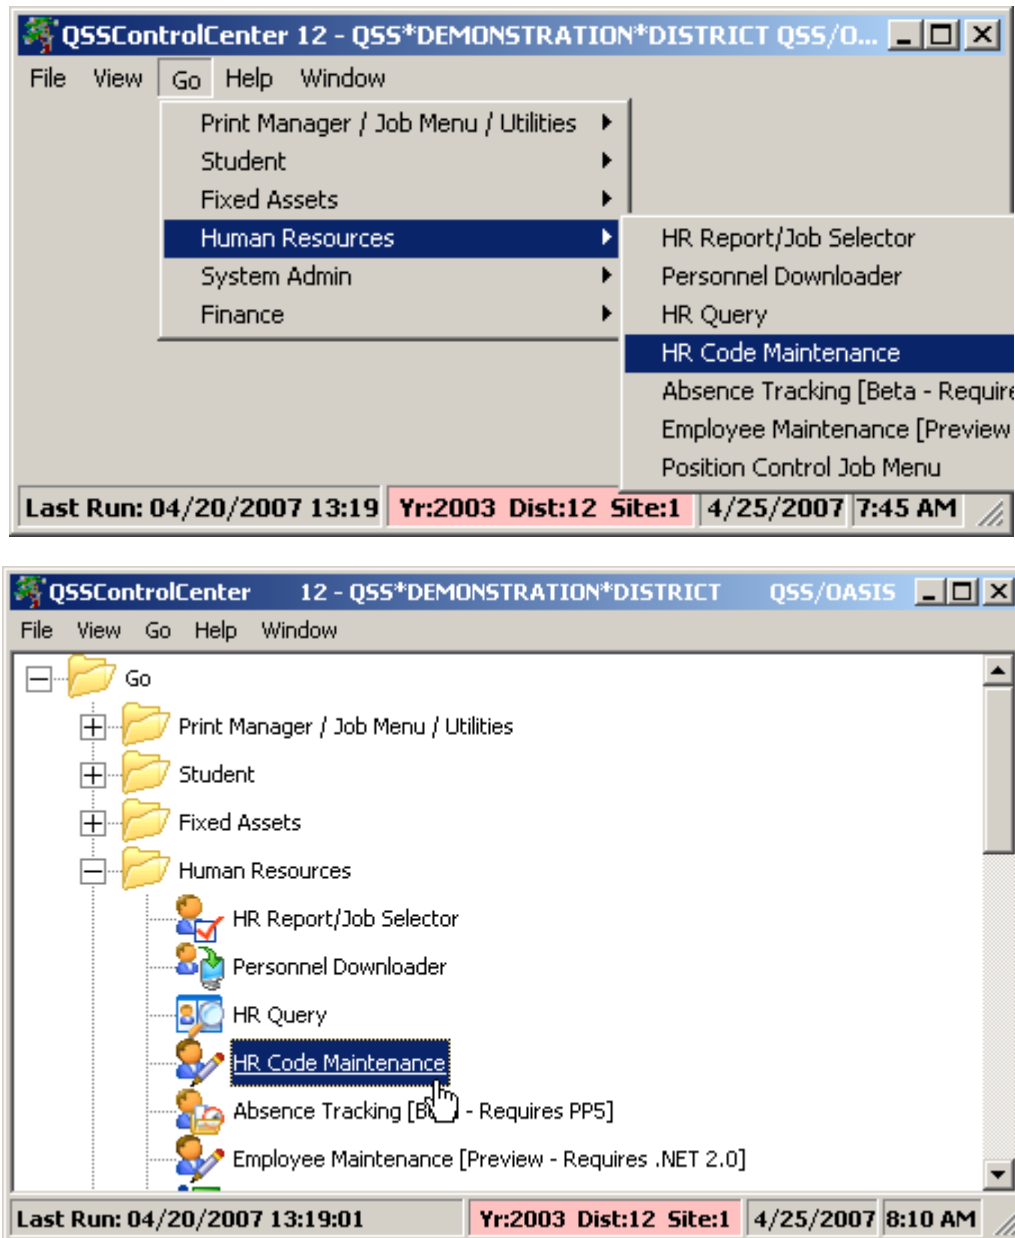 QSSControlCenter 12 - QSS*DEMONSTRATION*DISTRICT QSS/O...
File View Go Help Window
Print Manager / Job Menu / Utilities
Student
Fixed Assets
Human Resources
HR Report/Job Selector
System Admin
Personnel Downloader
Finance
HR Query
HR Code Maintenance
Absence Tracking [Beta - Require
Employee Maintenance [Preview
Position Control Job Menu
Last Run: 04/20/2007 13:19 Yr:2003 Dist:12 Site:1 4/25/2007 7:45 AM
QSSControlCenter 12 - QSS*DEMONSTRATION*DISTRICT QSS/OASIS
File View Go Help Window
Go
Print Manager / Job Menu / Utilities
Student
Fixed Assets
Human Resources
HR Report/Job Selector
Personnel Downloader
HR Query
HR Code Maintenance
Absence Tracking - Requires PP5]
Employee Maintenance [Preview - Requires .NET 2.0]
Last Run: 04/20/2007 13:19:01 Yr:2003 Dist:12 Site:1 4/25/2007 8:10 AM